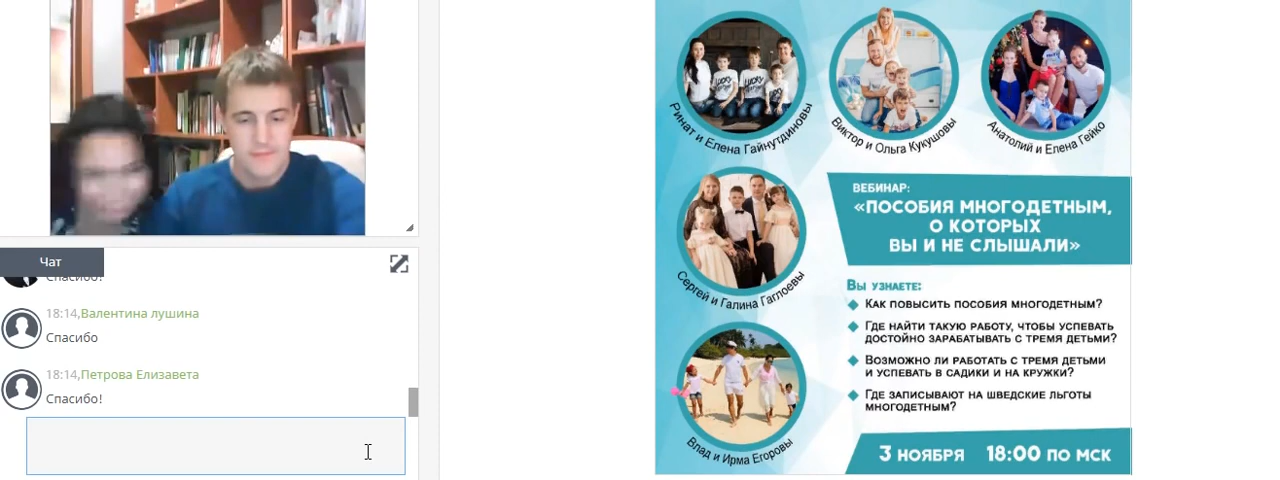 Чат
Спасибо!
18:14,Валентина лушина
Спасибо
18:14,Петрова Елизавета
Спасибо!
Ринат и Елена Гайнутдиновы
Виктор и Ольга Кукушовы
Анатолий и Елена Гейко
Сергей и Галина Гаглоевы
Влад и Ирма Егоровы
ВЕБИНАР:
«ПОСОБИЯ МНОГОДЕТНЫМ,
О КОТОРЫХ
ВЫ И НЕ СЛЫШАЛИ»
Вы узнаете:
Как повысить пособия многодетным?
Где найти такую работу, чтобы успевать
достойно зарабатывать с тремя детьми?
Возможно ли работать с тремя детьми
и успевать в садики и на кружки?
Где записывают на шведские льготы
многодетным?
3 НОЯБРЯ 18:00 ПО МСК